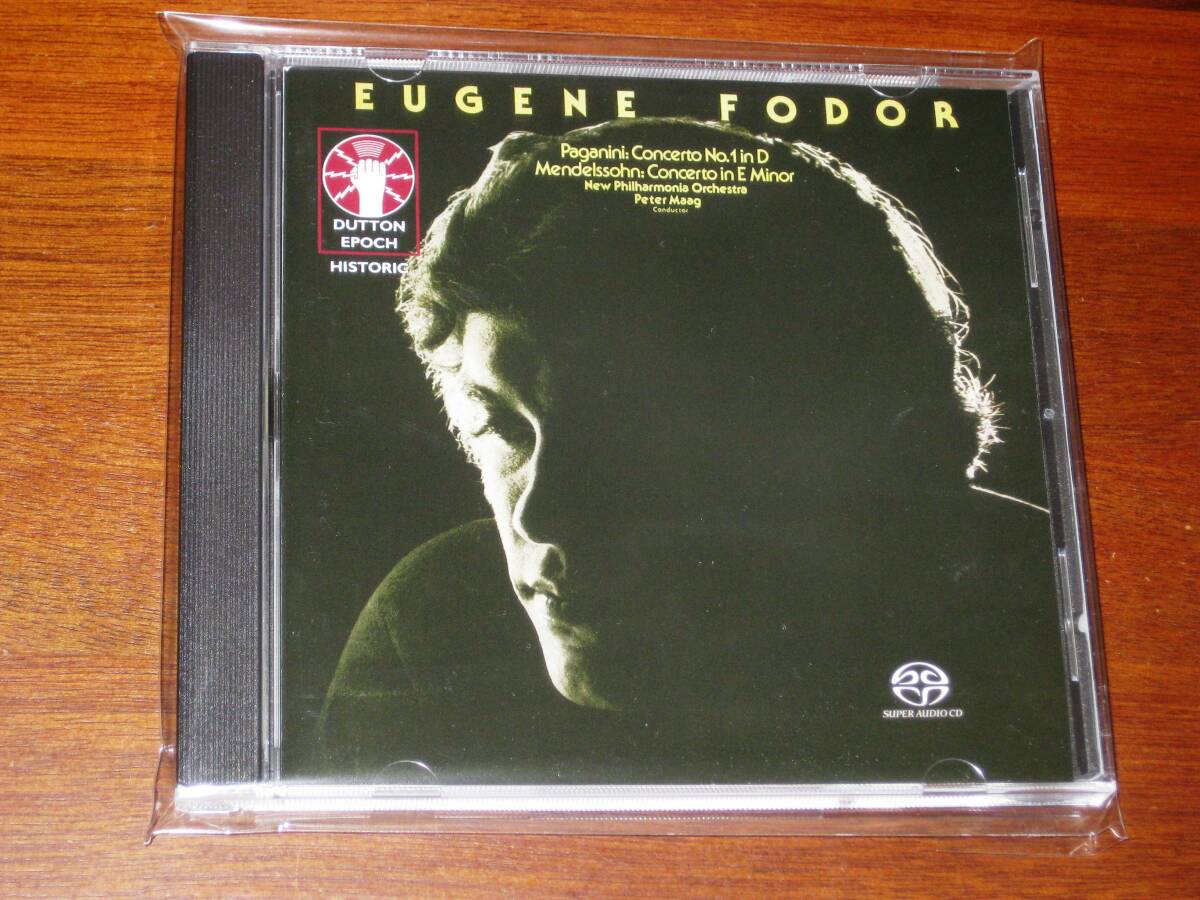 EUGENE FODOR
Paganini: Concerto No.1 in D
Mendelssohn: Concerto in E Minor
New Philharmonia Orchestra
Peter Maag
Conductor
DUTTON
EPOCH
HISTORIC
SUPER AUDIO CD